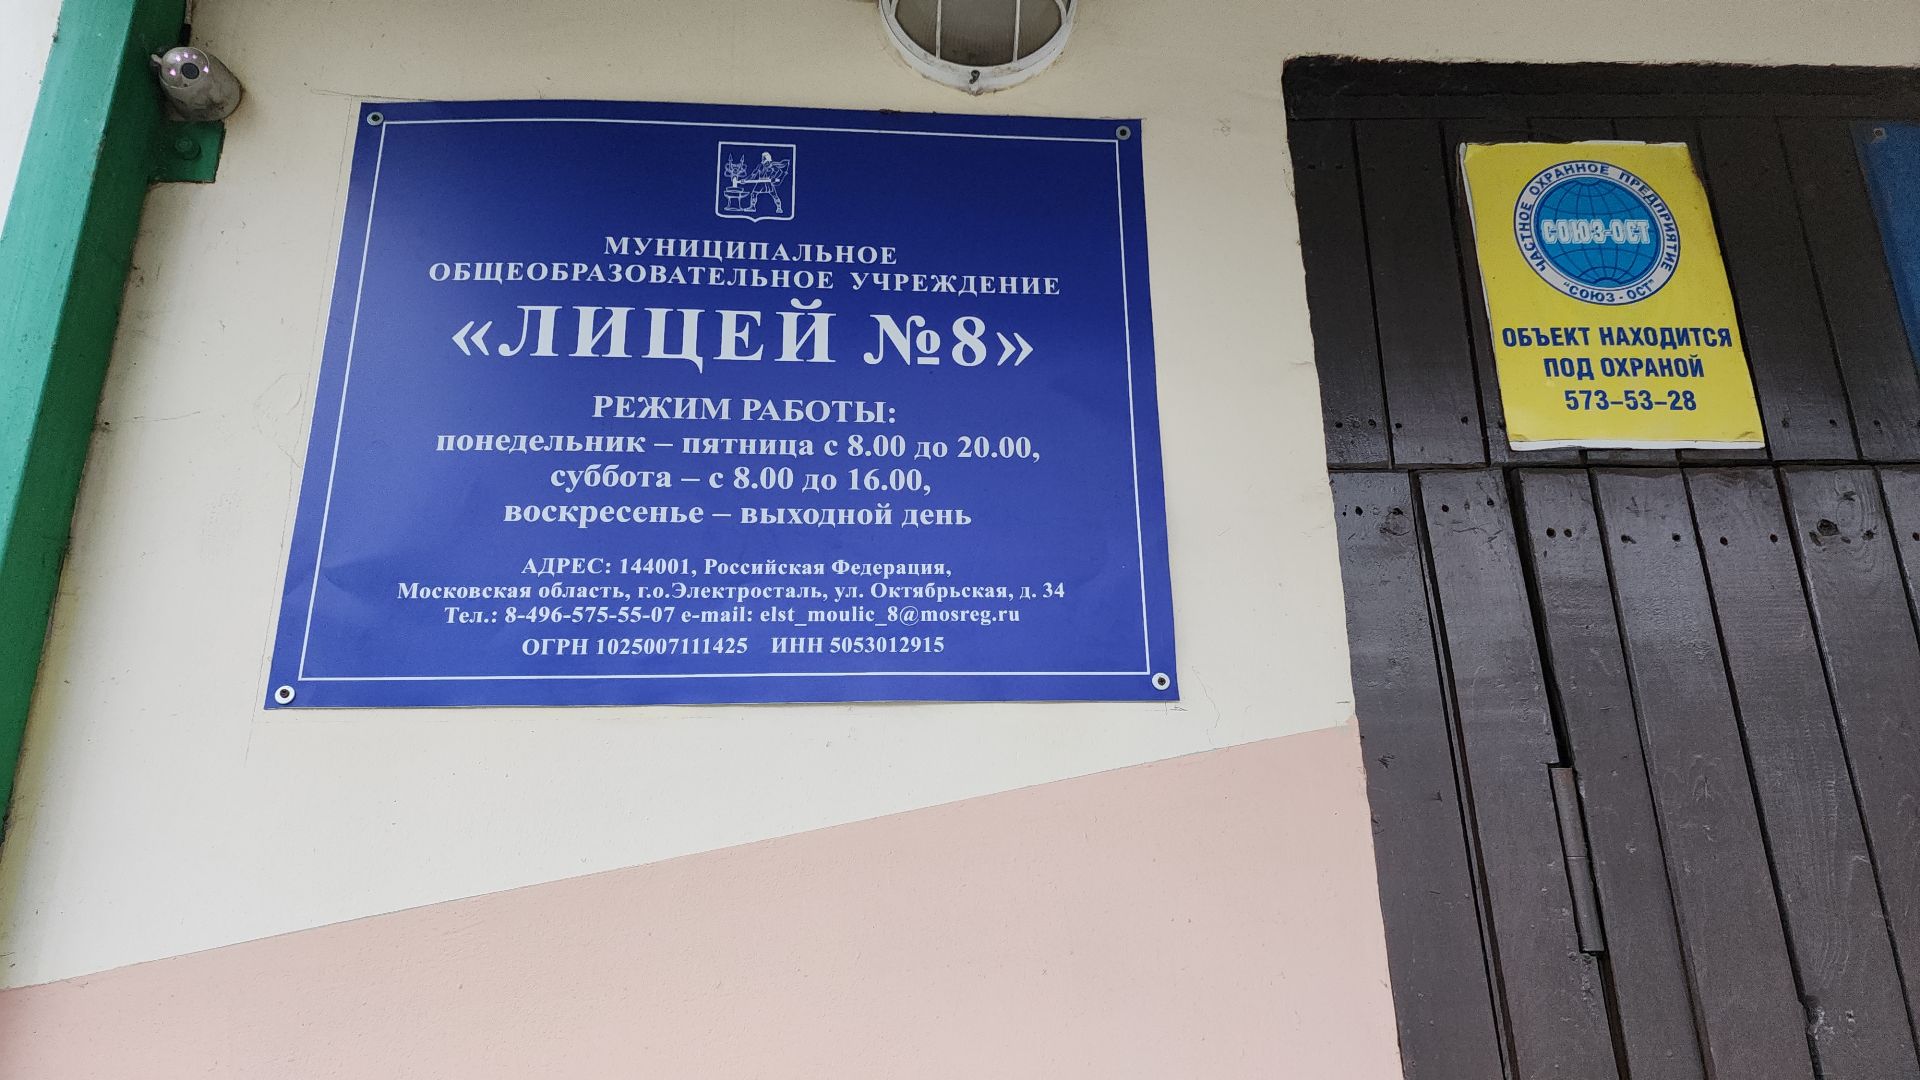 МУНИЦИПАЛЬНОЕ
ОБЩЕОБРАЗОВАТЕЛЬНОЕ УЧРЕЖДЕНИЕ
«ЛИЦЕЙ №8»
РЕЖИМ РАБОТЫ:
понедельник – пятница с 8.00 до 20.00,
суббота – с 8.00 до 16.00,
воскресенье – выходной день
АДРЕС: 144001, Российская Федерация,
Московская область, г.о.Электросталь, ул. Октябрьская, д. 34
Тел.: 8-496-575-55-07 e-mail: elst_moulic_8@mosreg.ru
ОГРН 1025007111425 ИНН 5053012915
ЧАСТНОЕ ОХРАННОЕ ПРЕДПРИЯТИЕ
СОЮЗ-ОСТ
"СОЮЗ - ОСТ"
ОБЪЕКТ НАХОДИТСЯ
ПОД ОХРАНОЙ
573-53-28